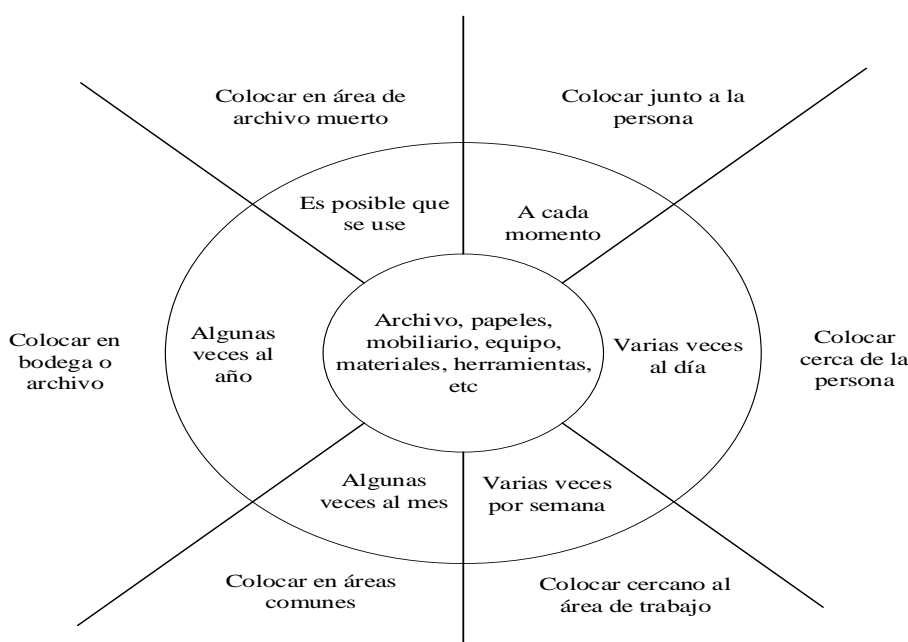 Colocar en área de
archivo muerto
Colocar junto a la
persona
Es posible que
se use
A cada
momento
Colocar en
bodega o
archivo
Algunas
veces al
año
Archivo, papeles,
mobiliario, equipo,
materiales, herramientas,
etc
Varias veces
al día
Colocar
cerca de la
persona
Algunas
veces al mes
Varias veces
por semana
Colocar en áreas
comunes
Colocar cercano al
área de trabajo